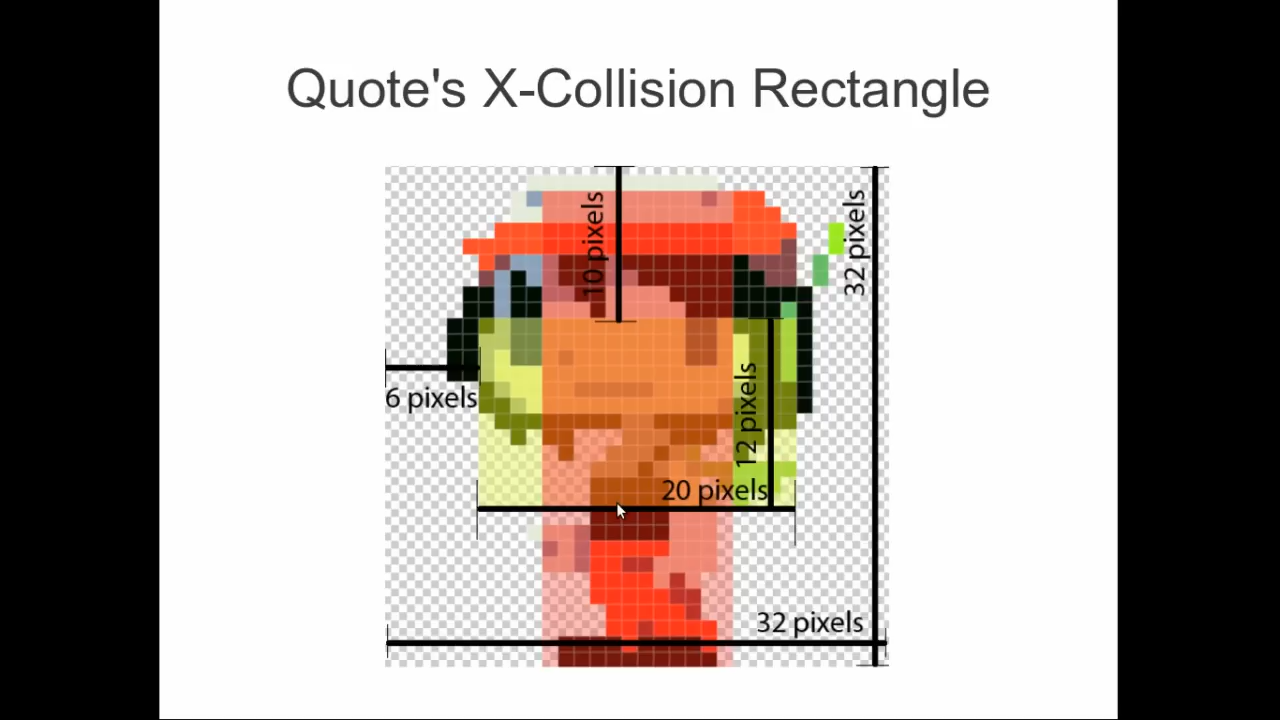 Quote's X-Collision Rectangle
10 pixels
32 pixels
6 pixels
12 pixels
20 pixels
32 pixels